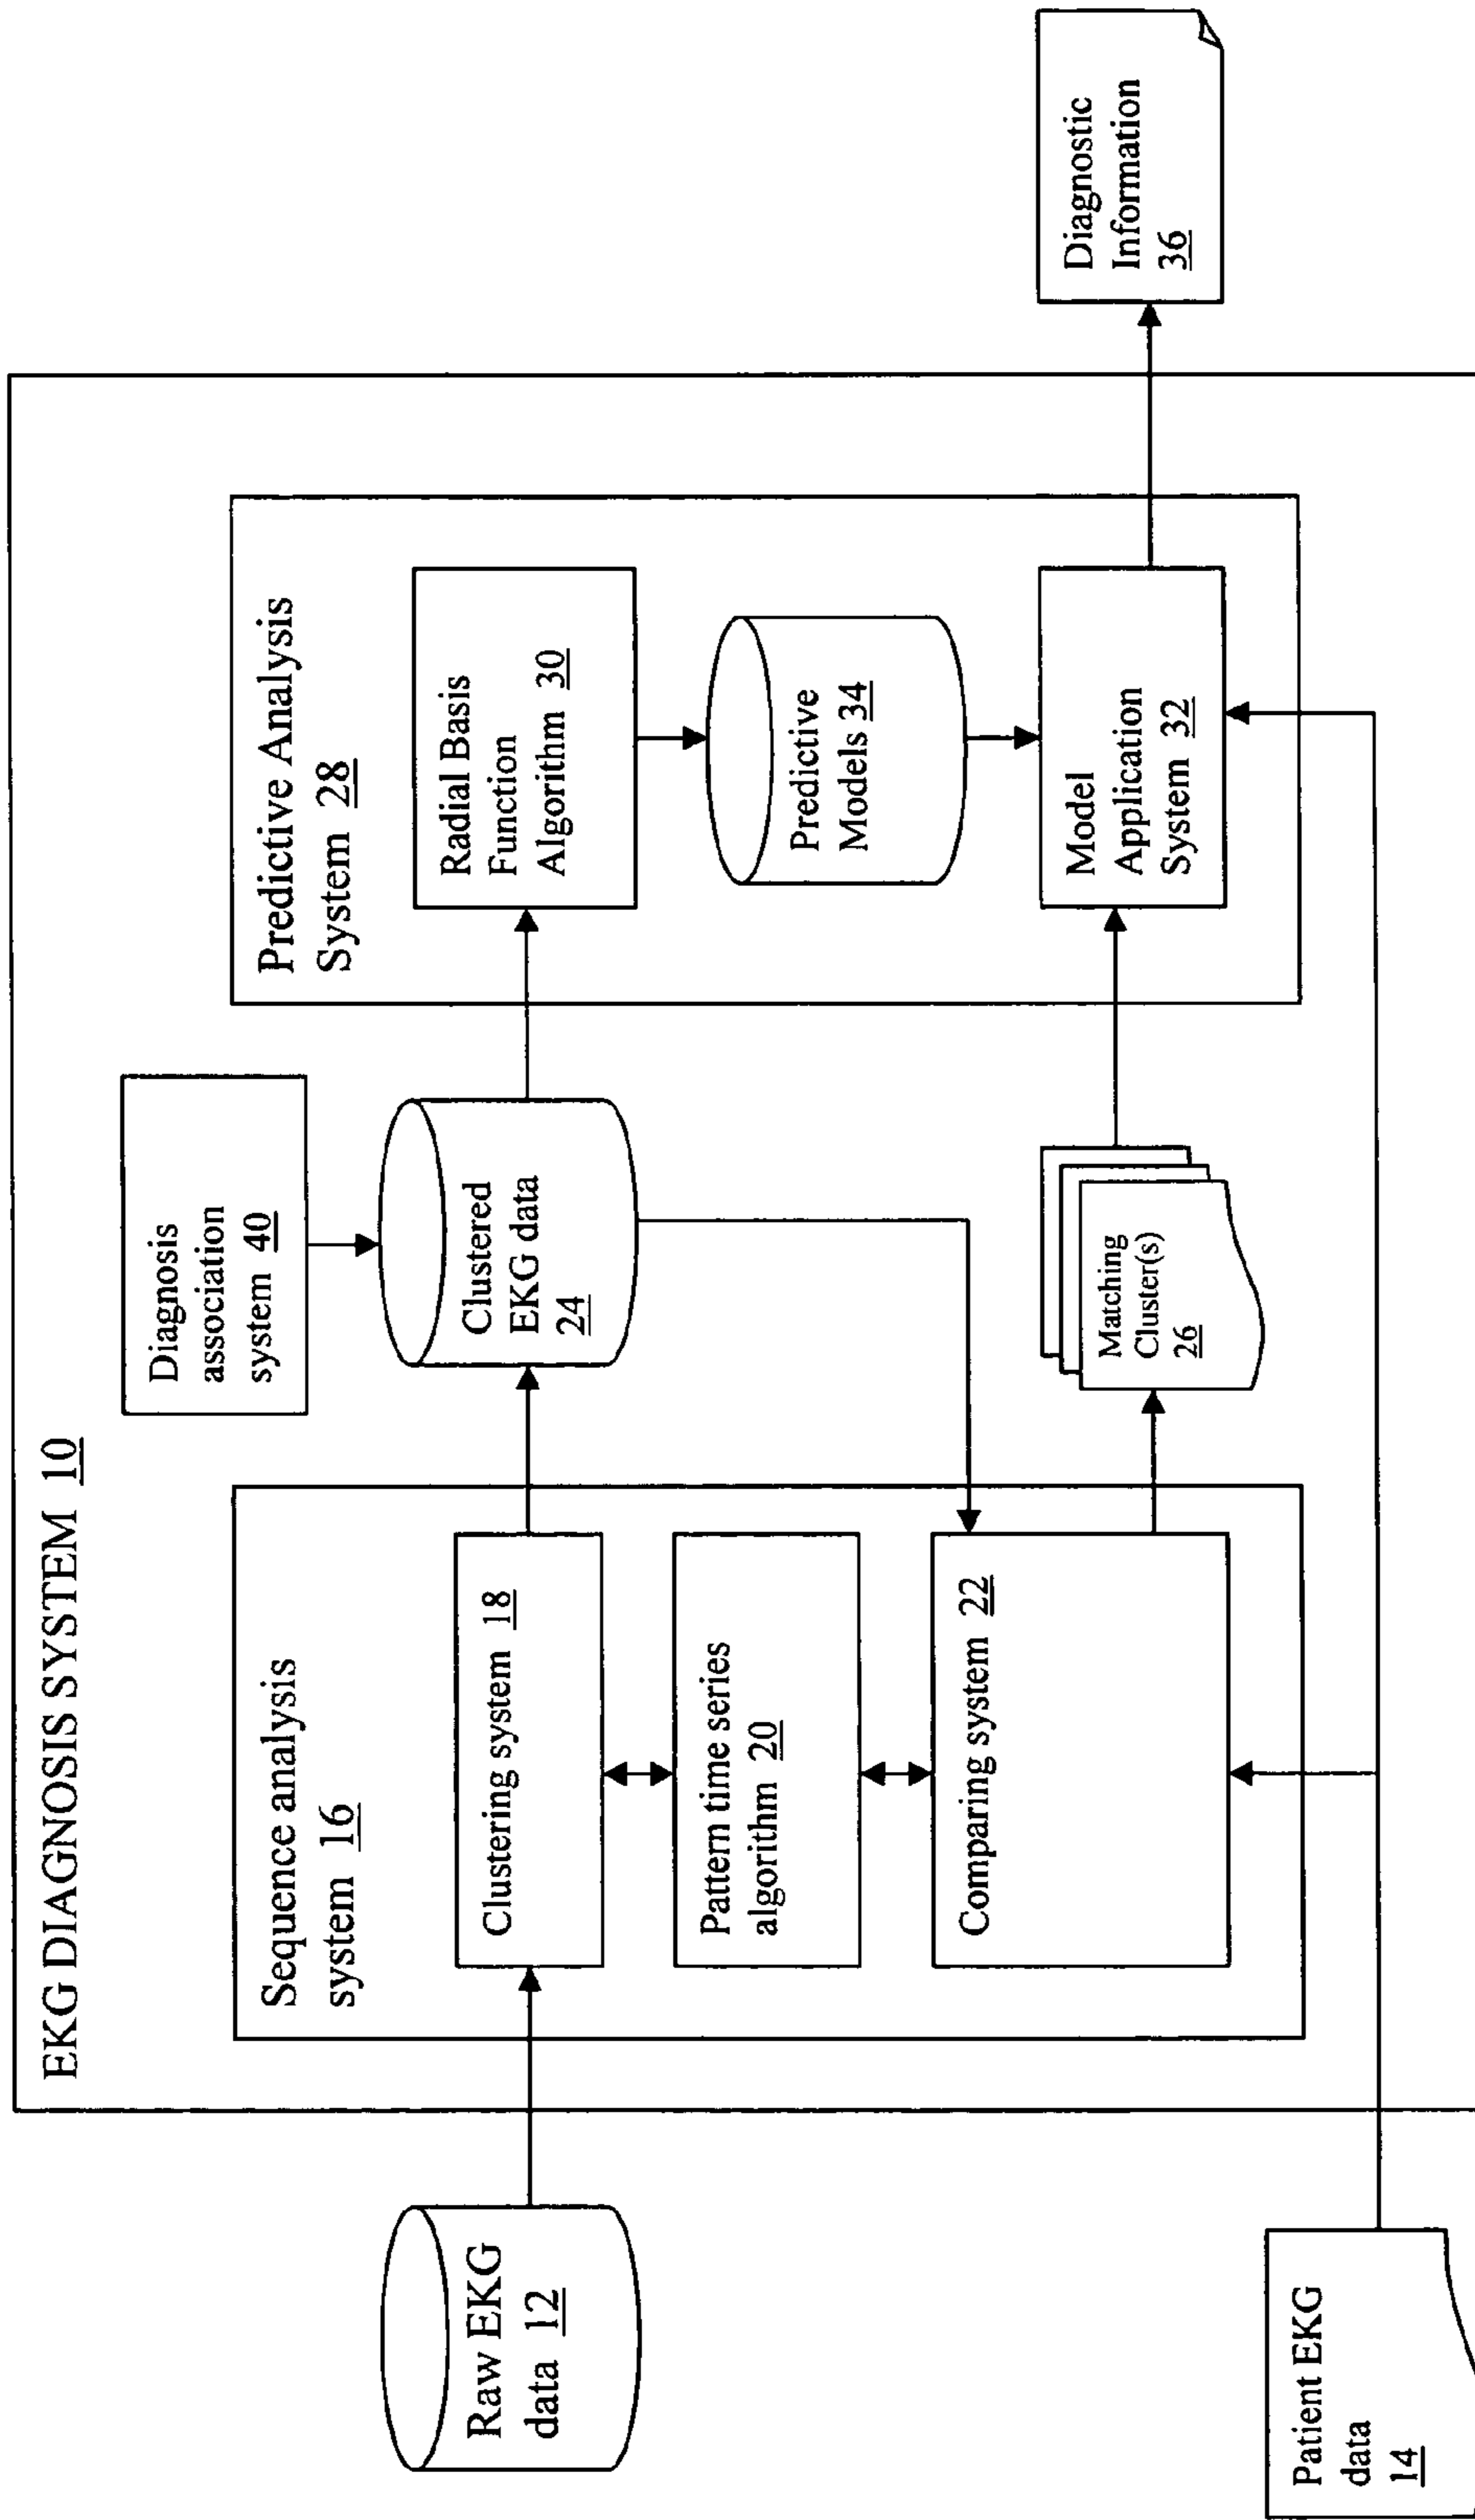 EKG DIAGNOSIS SYSTEM 10
Raw EKG
data 12
Patient EKG
data
14
Sequence analysis
system 16
Clustering system 18
Pattern time series
algorithm 20
Comparing system 22
Diagnosis
association
system 40
Clustered
EKG data
24
Matching
Cluster(s)
26
Predictive Analysis
System 28
Radial Basis
Function
Algorithm 30
Predictive
Models 34
Model
Application
System 32
Diagnostic
Information
36